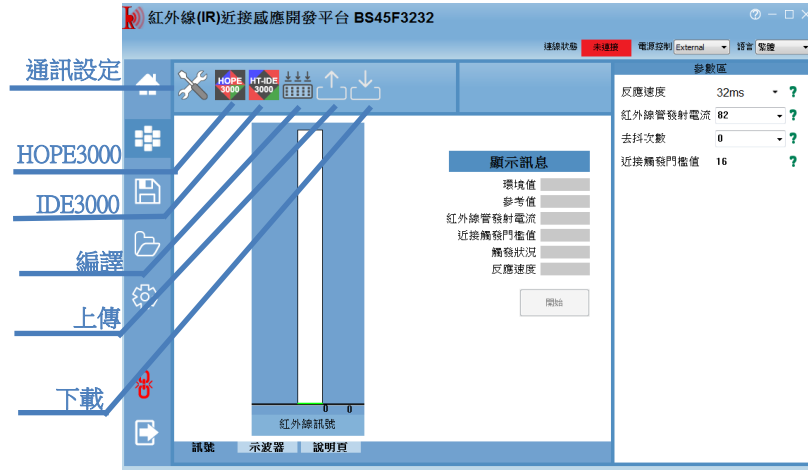 紅外線(IR)近接感應開發平台 BS45F3232
連線狀態 未連接 電源控制 External 語言 繁體
通訊設定
HOPE3000
IDE3000
編譯
上傳
下載
HOPE
3000
HT-IDE
3000
參數區
反應速度 32ms ?
紅外線管發射電流 82 ?
去抖次數 0 ?
近接觸發門檻值 16 ?
顯示訊息
環境值
參考值
紅外線管發射電流
近接觸發門檻值
觸發狀況
反應速度
開始
0 0
紅外線訊號
訊號 示波器 說明頁